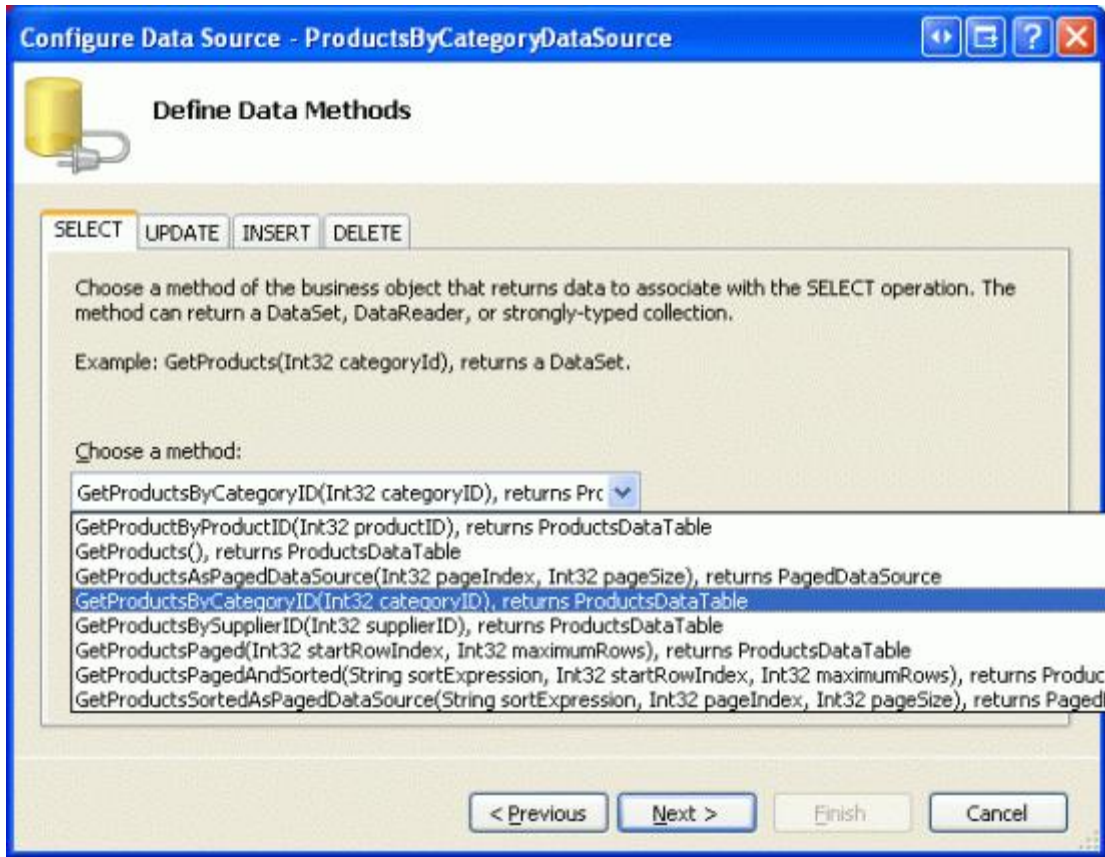 Configure Data Source - ProductsByCategoryDataSource
Define Data Methods
SELECT UPDATE INSERT DELETE
Choose a method of the business object that returns data to associate with the SELECT operation. The
method can return a DataSet, DataReader, or strongly-typed collection.
Example: GetProducts(Int32 categoryId), returns a DataSet.
Choose a method:
GetProductsByCategoryID(Int32 categoryID), returns Prc
GetProductByProductID(Int32 productID), returns ProductsDataTable
GetProducts(), returns ProductsDataTable
GetProductsAsPagedDataSource(Int32 pageIndex, Int32 pageSize), returns PagedDataSource
GetProductsByCategoryID(Int32 categoryID), returns ProductsDataTable
GetProductsBySupplierID(Int32 supplierID), returns ProductsDataTable
GetProductsPaged(Int32 startRowIndex, Int32 maximumRows), returns ProductsDataTable
GetProductsPagedAndSorted(String sortExpression, Int32 startRowIndex, Int32 maximumRows), returns Produc
GetProductsSortedAsPagedDataSource(String sortExpression, Int32 pageIndex, Int32 pageSize), returns Paged
< Previous Next > Finish Cancel